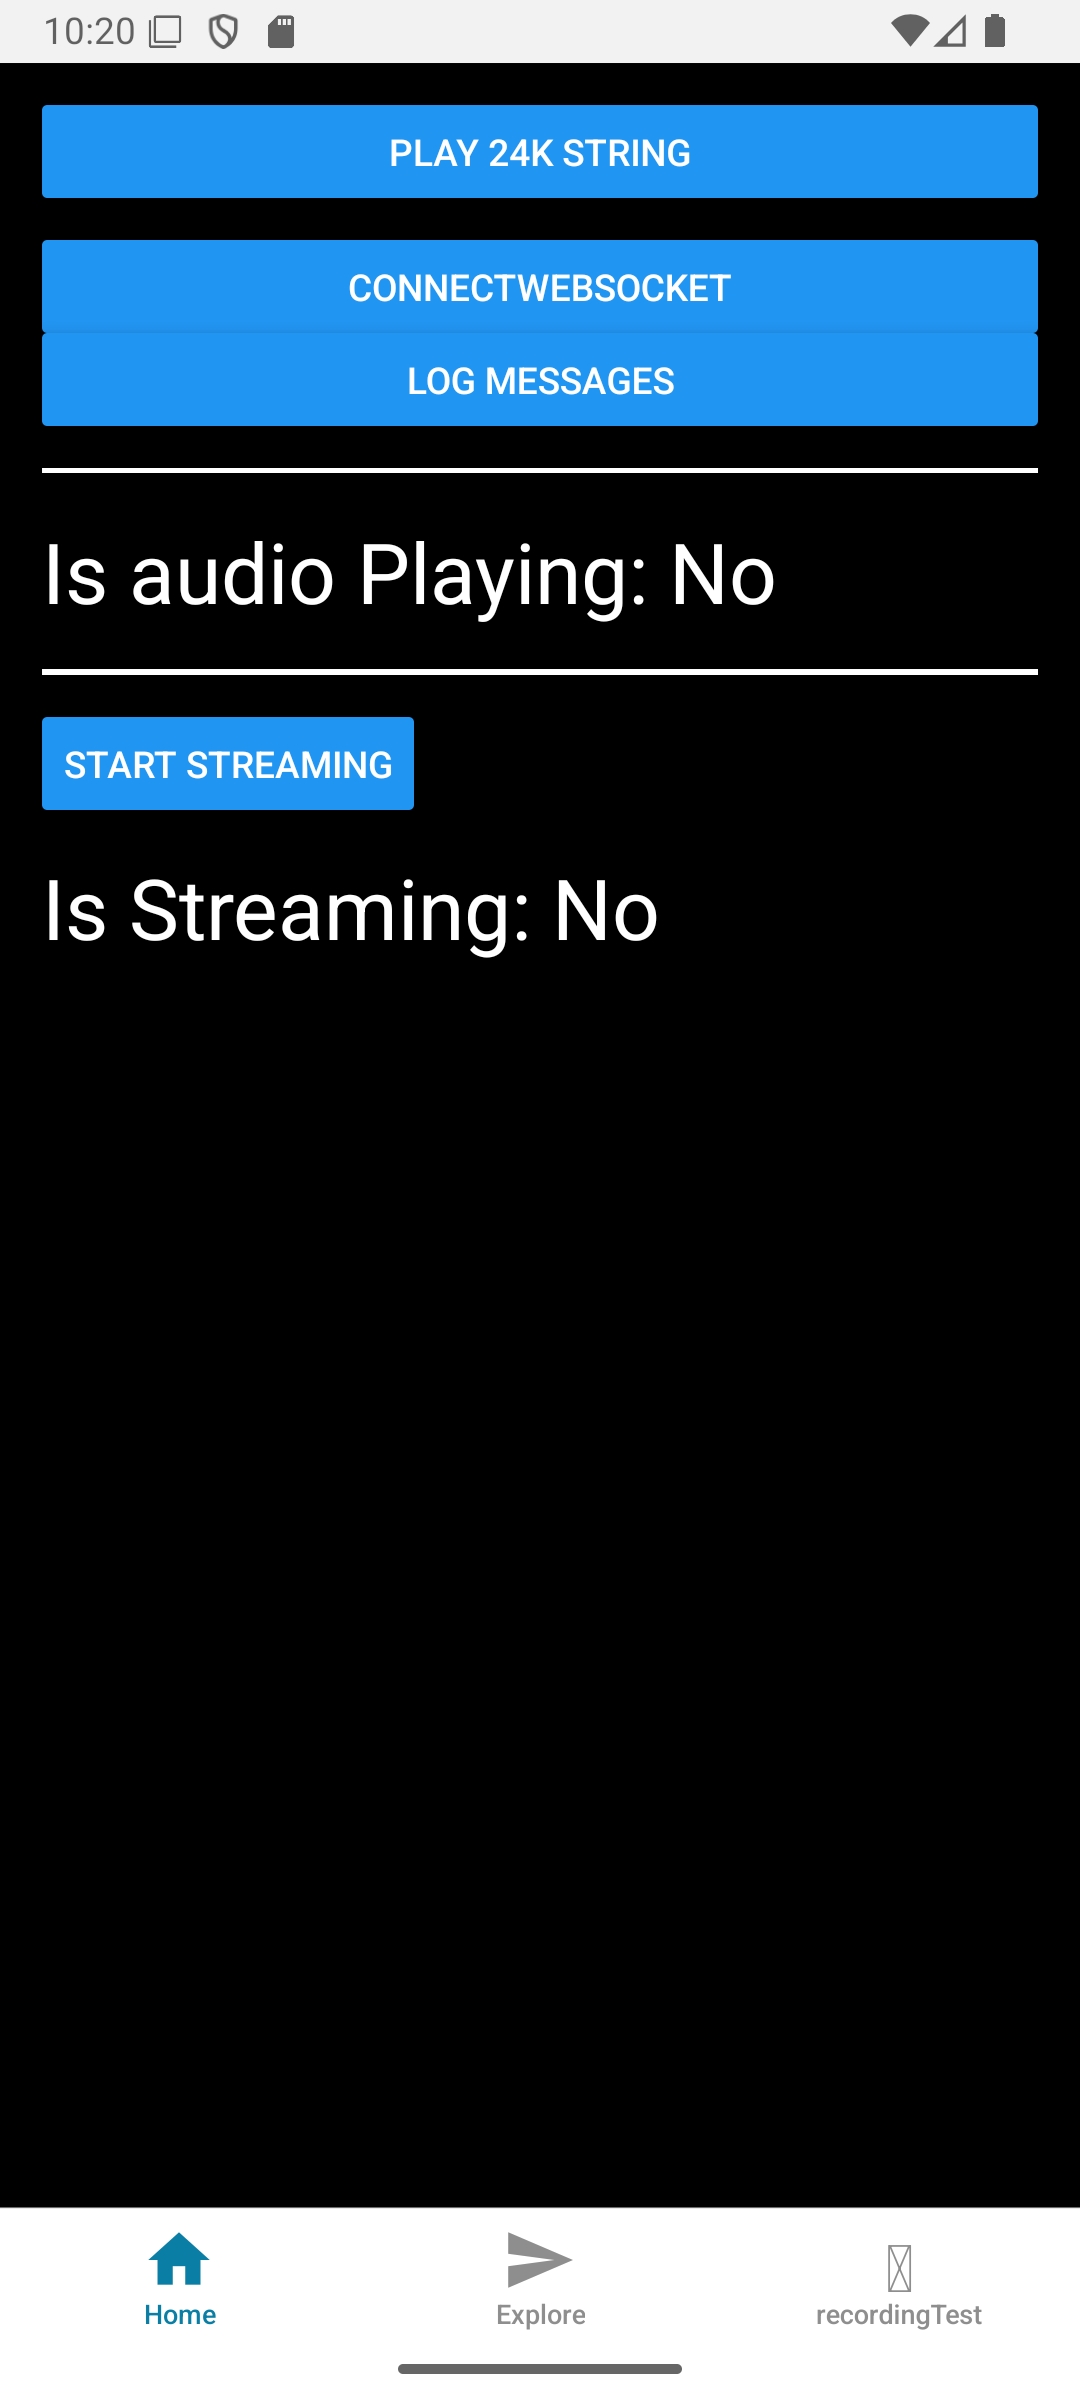 10:20
PLAY 24K STRING
CONNECTWEBSOCKET
LOG MESSAGES
Is audio Playing: No
START STREAMING
Is Streaming: No
Home
Explore
recordingTest